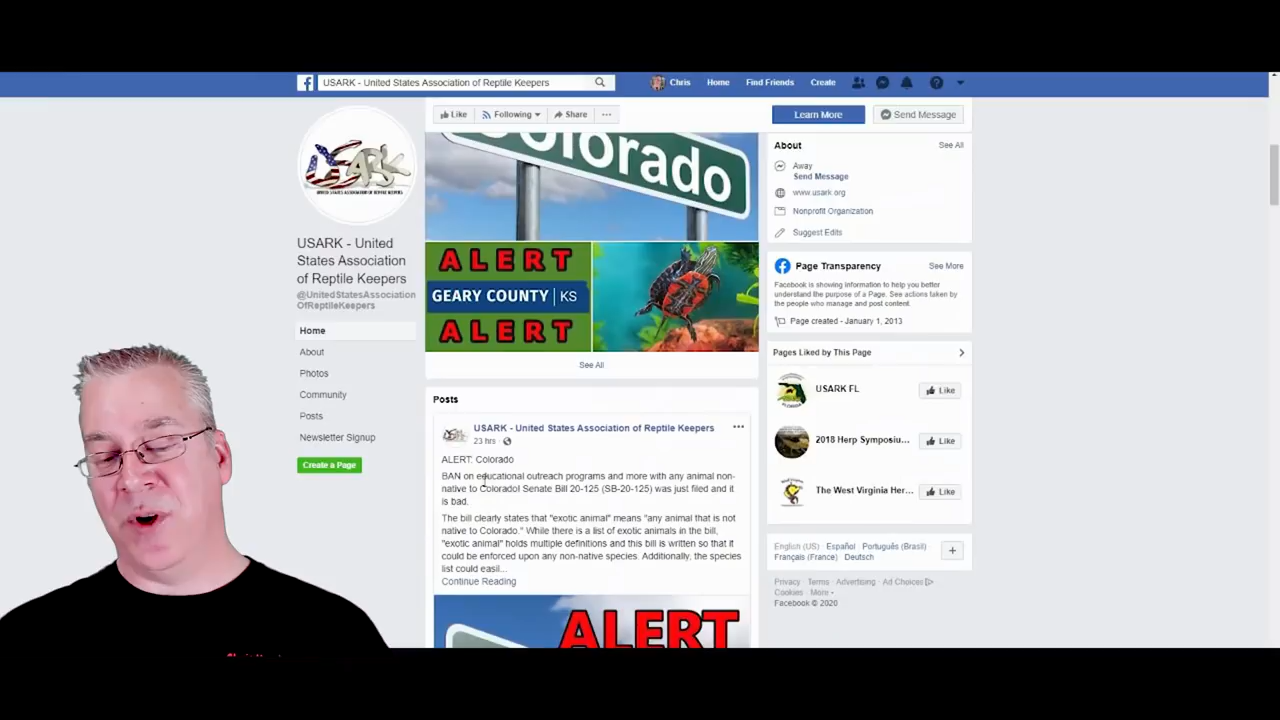 USARK - United States Association of Reptile Keepers
Chris
Home
Find Friends
Create
Like
Following
Share
Learn More
Send Message
USARK
UNITED STATES ASSOCIATION OF REPTILE KEEPERS
USARK - United
States Association
of Reptile Keepers
@UnitedStatesAssociation
OfReptileKeepers
Home
About
Photos
Community
Posts
Newsletter Signup
Create a Page
Colorado
ALERT
GEARY COUNTY | KS
ALERT
See All
Posts
USARK - United States Association of Reptile Keepers
23 hrs
ALERT: Colorado
BAN on educational outreach programs and more with any animal non-
native to Colorado! Senate Bill 20-125 (SB-20-125) was just filed and it
is bad.
The bill clearly states that "exotic animal" means "any animal that is not
native to Colorado." While there is a list of exotic animals in the bill,
"exotic animal" holds multiple definitions and this bill is written so that it
could be enforced upon any non-native species. Additionally, the species
list could easil...
Continue Reading
ALERT
About
See All
Away
Send Message
www.usark.org
Nonprofit Organization
Suggest Edits
Page Transparency
See More
Facebook is showing information to help you better
understand the purpose of a Page. See actions taken by
the people who manage and post content.
Page created - January 1, 2013
Pages Liked by This Page
USARK FL
Like
2018 Herp Symposiu...
Like
The West Virginia Her...
Like
English (US) · Español · Português (Brasil) ·
Français (France) · Deutsch
Privacy · Terms · Advertising · Ad Choices
Cookies · More
Facebook © 2020